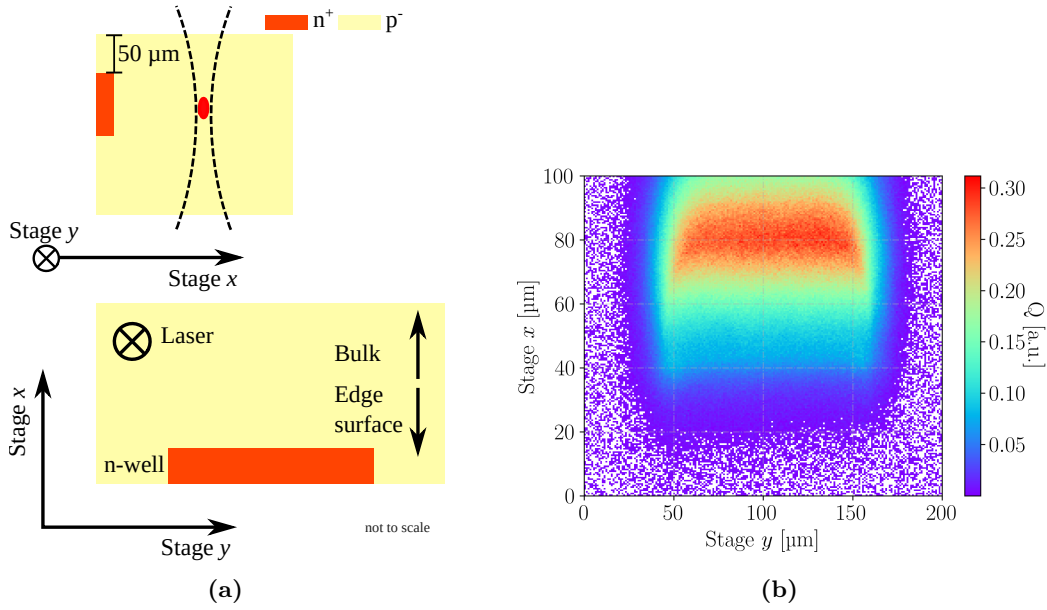 n⁺ p⁻
50 µm
Stage y
Stage x
Laser
Bulk
Edge
surface
n-well
Stage x
Stage y
not to scale
(a)
100
80
60
40
20
0
Stage x [µm]
0 50 100 150 200
Stage y [µm]
0.30
0.25
0.20
0.15
0.10
0.05
Q [a.u.]
(b)